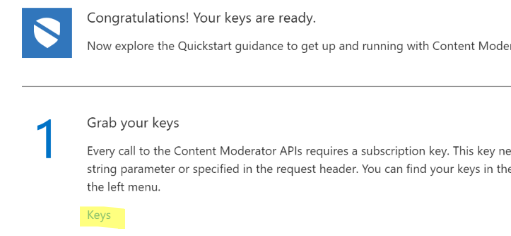 Congratulations! Your keys are ready.
Now explore the Quickstart guidance to get up and running with Content Moder
1
Grab your keys
Every call to the Content Moderator APIs requires a subscription key. This key ne
string parameter or specified in the request header. You can find your keys in the
the left menu.
Keys